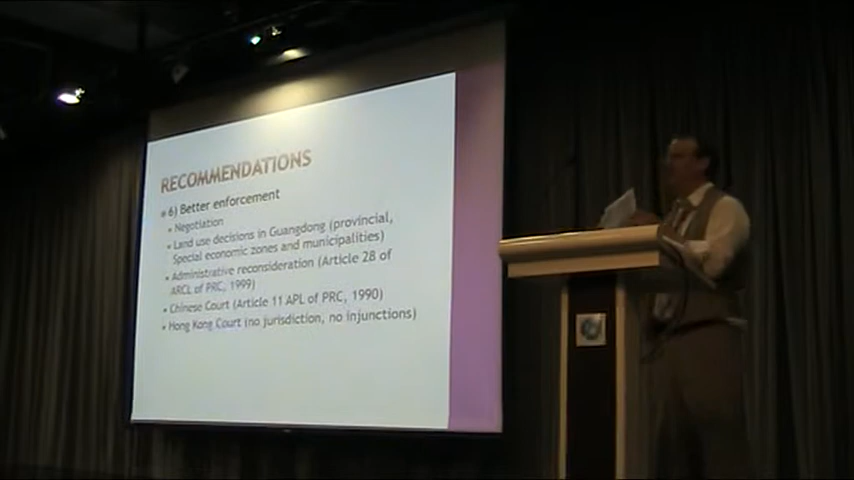 RECOMMENDATIONS
6) Better enforcement
Negotiation
Land use decisions in Guangdong (provincial,
Special economic zones and municipalities)
Administrative reconsideration (Article 28 of
ARCL of PRC, 1999)
Chinese Court (Article 11 APL of PRC, 1990)
Hong Kong Court (no jurisdiction, no injunctions)